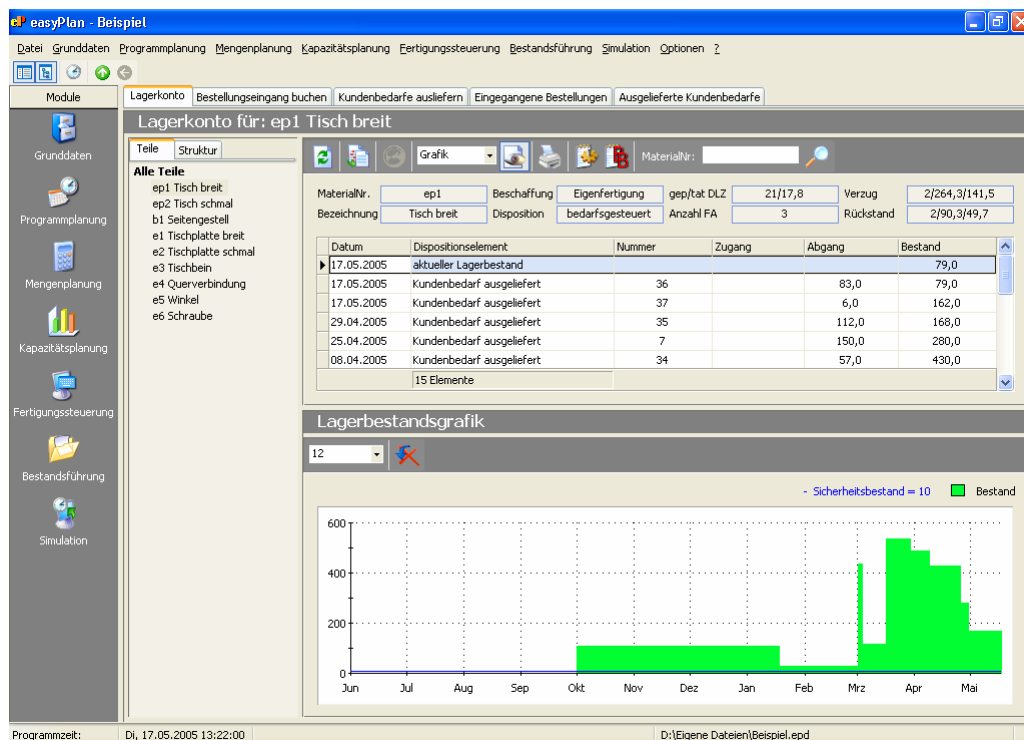 eP easyPlan - Beispiel
Datei Grunddaten Programmplanung Mengenplanung Kapazitätsplanung Fertigungssteuerung Bestandsführung Simulation Optionen ?
Module
Lagerkonto Bestellungseingang buchen Kundenbedarfe ausliefern Eingegangene Bestellungen Ausgelieferte Kundenbedarfe
Lagerkonto für: ep1 Tisch breit
Grunddaten
Programmplanung
Mengenplanung
Kapazitätsplanung
Fertigungssteuerung
Bestandsführung
Simulation
Teile Struktur
Alle Teile
ep1 Tisch breit
ep2 Tisch schmal
b1 Seitengestell
e1 Tischplatte breit
e2 Tischplatte schmal
e3 Tischbein
e4 Querverbindung
e5 Winkel
e6 Schraube
Grafik MaterialNr:
MaterialNr. ep1 Beschaffung Eigenfertigung gep/tat DLZ 21/17,8 Verzug 2/264,3/141,5
Bezeichnung Tisch breit Disposition bedarfsgesteuert Anzahl FA 3 Rückstand 2/90,3/49,7
Datum Dispositionselement Nummer Zugang Abgang Bestand
17.05.2005 aktueller Lagerbestand 79,0
17.05.2005 Kundenbedarf ausgeliefert 36 83,0 79,0
17.05.2005 Kundenbedarf ausgeliefert 37 6,0 162,0
29.04.2005 Kundenbedarf ausgeliefert 35 112,0 168,0
25.04.2005 Kundenbedarf ausgeliefert 7 150,0 280,0
08.04.2005 Kundenbedarf ausgeliefert 34 57,0 430,0
15 Elemente
Lagerbestandsgrafik
12
- Sicherheitsbestand = 10 Bestand
600
400
200
0
Jun Jul Aug Sep Okt Nov Dez Jan Feb Mrz Apr Mai
Programmzeit: Di, 17.05.2005 13:22:00 D:\Eigene Dateien\Beispiel.epd